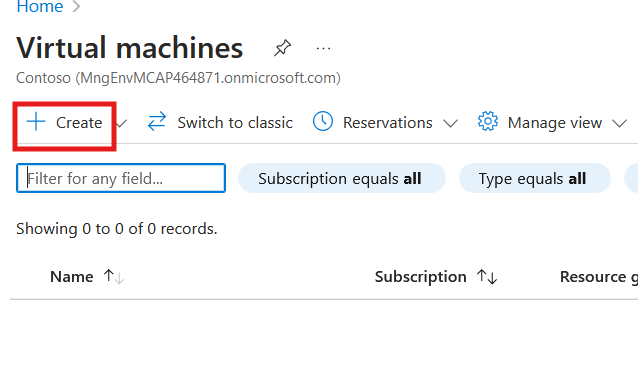 Home
Virtual machines
Contoso (MngEnvMCAP464871.onmicrosoft.com)
Create Switch to classic Reservations Manage view
Filter for any field... Subscription equals all Type equals all
Showing 0 to 0 of 0 records.
Name Subscription Resource g